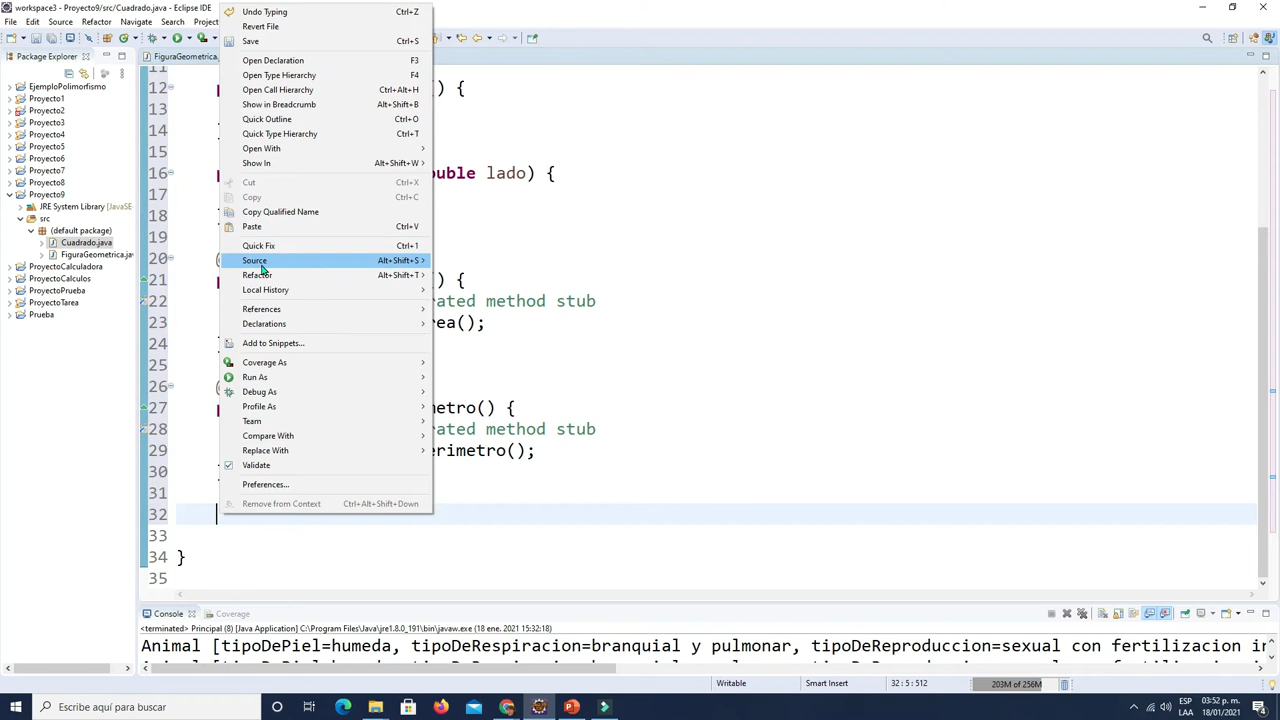 workspace3 - Proyecto9/src/Cuadrado.java - Eclipse IDE
File Edit Source Refactor Navigate Search Project
Package Explorer
EjemploPolimorfismo
Proyecto1
Proyecto2
Proyecto3
Proyecto4
Proyecto5
Proyecto6
Proyecto7
Proyecto8
Proyecto9
JRE System Library [JavaSE
src
(default package)
Cuadrado.java
FiguraGeometrica.jav
ProyectoCalculadora
ProyectoCalculos
ProyectoPrueba
ProyectoTarea
Prueba
Undo Typing Ctrl+Z
Revert File
Save Ctrl+S
Open Declaration F3
Open Type Hierarchy F4
Open Call Hierarchy Ctrl+Alt+H
Show in Breadcrumb Alt+Shift+B
Quick Outline Ctrl+O
Quick Type Hierarchy Ctrl+T
Open With
Show In Alt+Shift+W
Cut Ctrl+X
Copy Ctrl+C
Copy Qualified Name
Paste Ctrl+V
Quick Fix Ctrl+1
Source Alt+Shift+S
Refactor Alt+Shift+T
Local History
References
Declarations
Add to Snippets...
Coverage As
Run As
Debug As
Profile As
Team
Compare With
Replace With
Validate
Preferences...
Remove from Context Ctrl+Alt+Shift+Down
FiguraGeometrica.
11
12 ) {
13
14
15
16 uble lado) {
17
18
19
20
21 ) {
22 ated method stub
23 rea();
24
25
26
27 metro() {
28 ated method stub
29 erimetro();
30
31
32
33
34 }
35
Console Coverage
<terminated> Principal (8) [Java Application] C:\Program Files\Java\jre1.8.0_191\bin\javaw.exe (18 ene. 2021 15:32:18)
Animal [tipoDePiel=humeda, tipoDeRespiracion=branquial y pulmonar, tipoDeReproduccion=sexual con fertilizacion in
Writable Smart Insert 32 : 5 : 512 203M of 256M
Escribe aquí para buscar
ESP
LAA
03:52 p. m.
18/01/2021
4